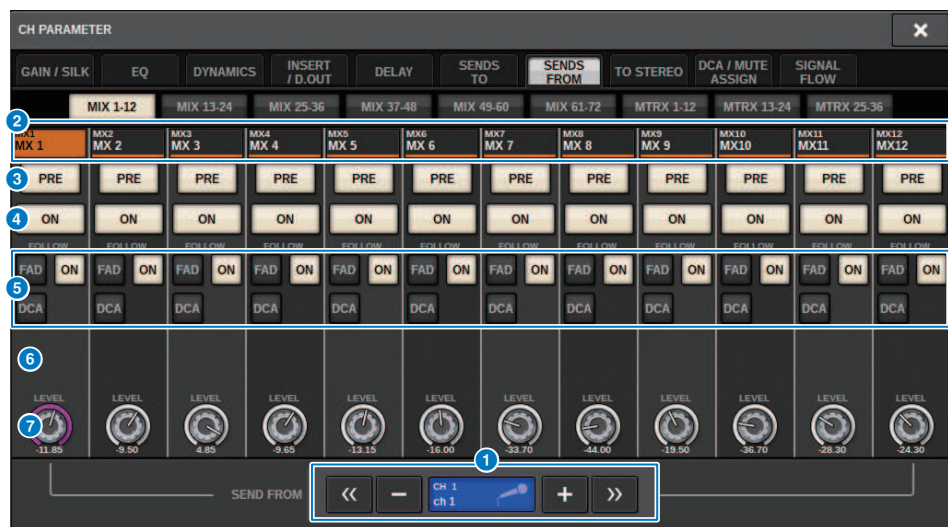 CH PARAMETER
GAIN / SILK EQ DYNAMICS INSERT / D.OUT DELAY SENDS TO SENDS FROM TO STEREO DCA / MUTE ASSIGN SIGNAL FLOW
MIX 1-12 MIX 13-24 MIX 25-36 MIX 37-48 MIX 49-60 MIX 61-72 MTRX 1-12 MTRX 13-24 MTRX 25-36
2
MX1 MX2 MX3 MX4 MX5 MX6 MX7 MX8 MX9 MX10 MX11 MX12
MX 1 MX 2 MX 3 MX 4 MX 5 MX 6 MX 7 MX 8 MX 9 MX10 MX11 MX12
3 PRE PRE PRE PRE PRE PRE PRE PRE PRE PRE PRE PRE
4 ON ON ON ON ON ON ON ON ON ON ON ON
FOLLOW FOLLOW FOLLOW FOLLOW FOLLOW FOLLOW FOLLOW FOLLOW FOLLOW FOLLOW FOLLOW FOLLOW
FAD ON FAD ON FAD ON FAD ON FAD ON FAD ON FAD ON FAD ON FAD ON FAD ON FAD ON FAD ON
5
DCA DCA DCA DCA DCA DCA DCA DCA DCA DCA DCA DCA
6
LEVEL LEVEL LEVEL LEVEL LEVEL LEVEL LEVEL LEVEL LEVEL LEVEL LEVEL LEVEL
7
-11.85 -9.50 4.85 -9.65 -13.15 -16.00 -33.70 -44.00 -19.50 -36.70 -28.30 -24.30
1
SEND FROM << − CH 1 + >>
ch 1